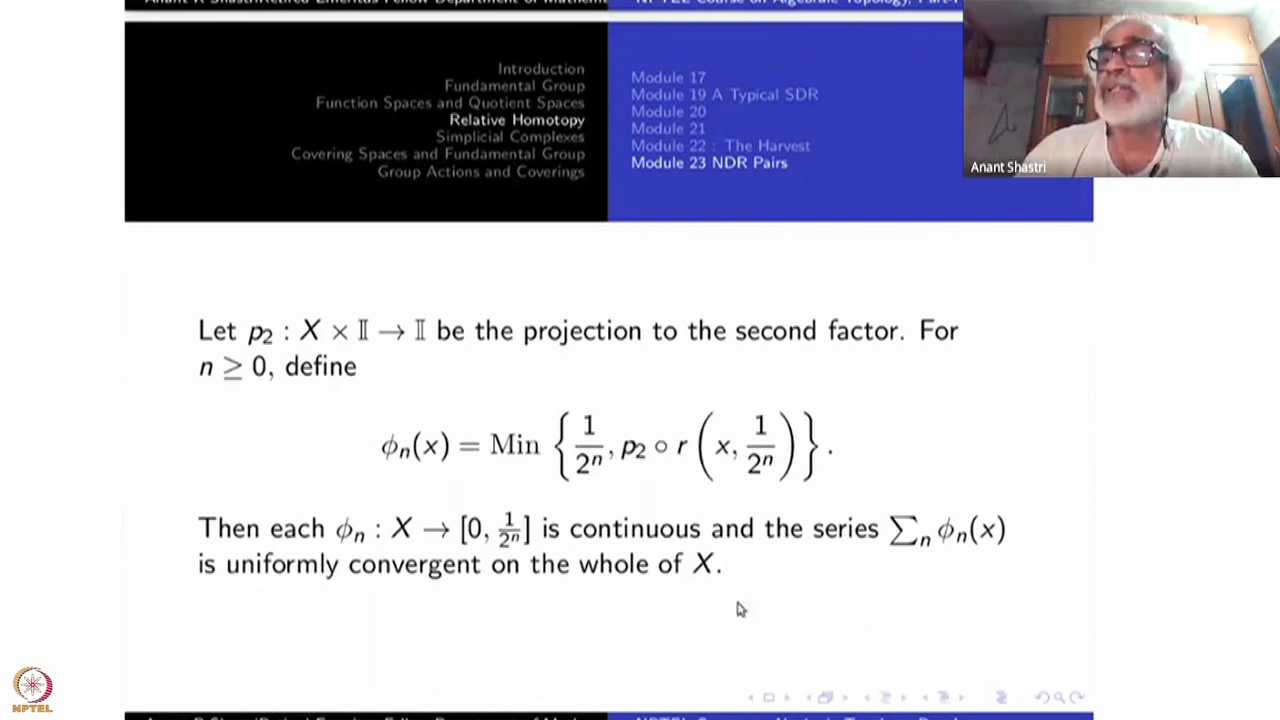 Introduction
Fundamental Group
Function Spaces and Quotient Spaces
Relative Homotopy
Simplicial Complexes
Covering Spaces and Fundamental Group
Group Actions and Coverings
Module 17
Module 19 A Typical SDR
Module 20
Module 21
Module 22 : The Harvest
Module 23 NDR Pairs
Anant Shastri
Let p₂ : X × 𝕀 → 𝕀 be the projection to the second factor. For
n ≥ 0, define
ϕₙ(x) = Min { 1/2ⁿ, p₂ ∘ r ( x, 1/2ⁿ ) } .
Then each ϕₙ : X → [0, 1/2ⁿ] is continuous and the series ∑ₙ ϕₙ(x)
is uniformly convergent on the whole of X.
NPTEL